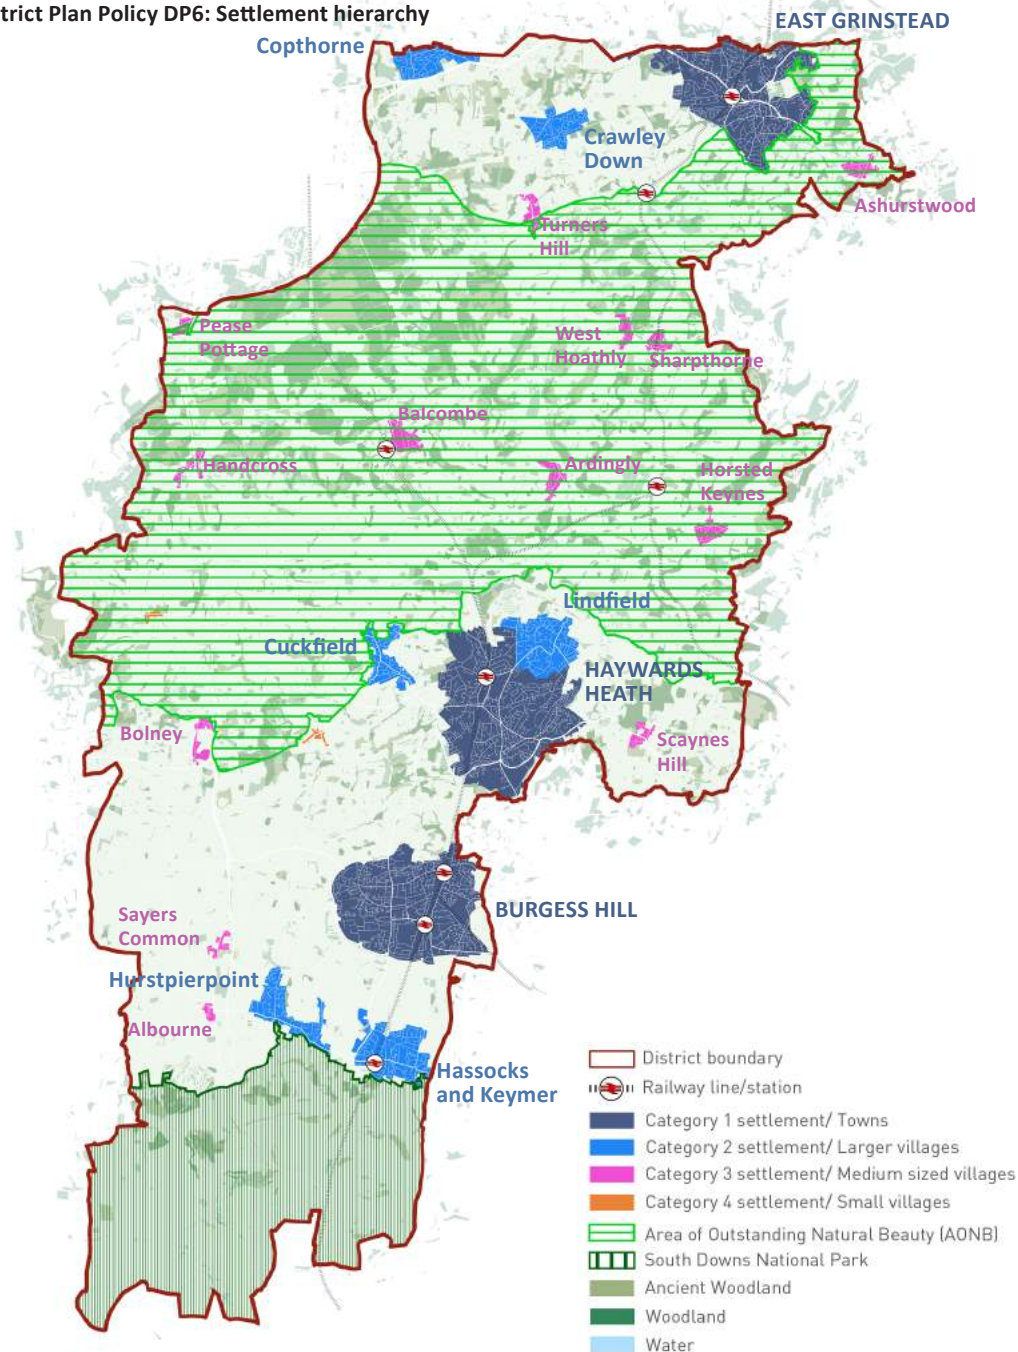 trict Plan Policy DP6: Settlement hierarchy
EAST GRINSTEAD
Copthorne
Crawley
Down
Ashurstwood
Turners
Hill
Pease
Pottage
West
Hoathly
Sharpthorne
Balcombe
Handcross
Ardingly
Horsted
Keynes
Lindfield
Cuckfield
HAYWARDS
HEATH
Bolney
Scaynes
Hill
BURGESS HILL
Sayers
Common
Hurstpierpoint
Albourne
Hassocks
and Keymer
District boundary
Railway line/station
Category 1 settlement/ Towns
Category 2 settlement/ Larger villages
Category 3 settlement/ Medium sized villages
Category 4 settlement/ Small villages
Area of Outstanding Natural Beauty (AONB)
South Downs National Park
Ancient Woodland
Woodland
Water